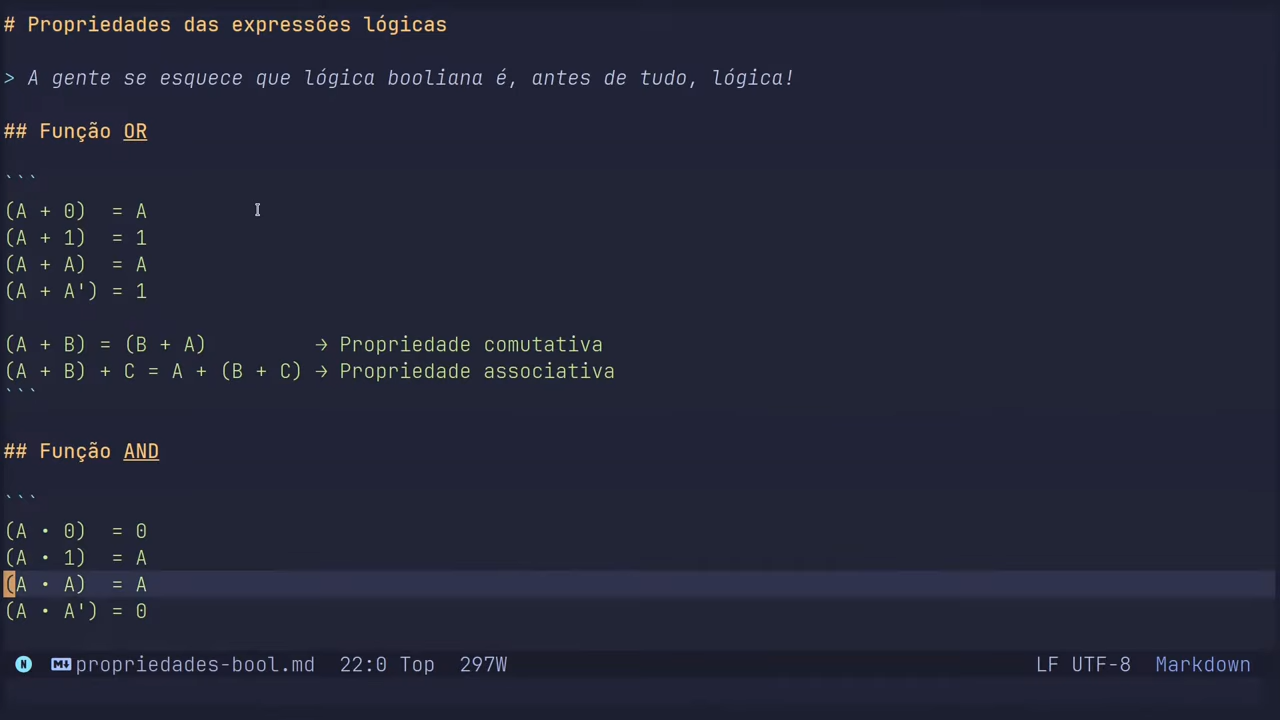 # Propriedades das expressões lógicas
> A gente se esquece que lógica booliana é, antes de tudo, lógica!
## Função OR
```
(A + 0)  = A
(A + 1)  = 1
(A + A)  = A
(A + A') = 1
(A + B) = (B + A)         → Propriedade comutativa
(A + B) + C = A + (B + C) → Propriedade associativa
```
## Função AND
```
(A • 0)  = 0
(A • 1)  = A
(A • A)  = A
(A • A') = 0
N M↓ propriedades-bool.md  22:0 Top  297W  LF UTF-8  Markdown